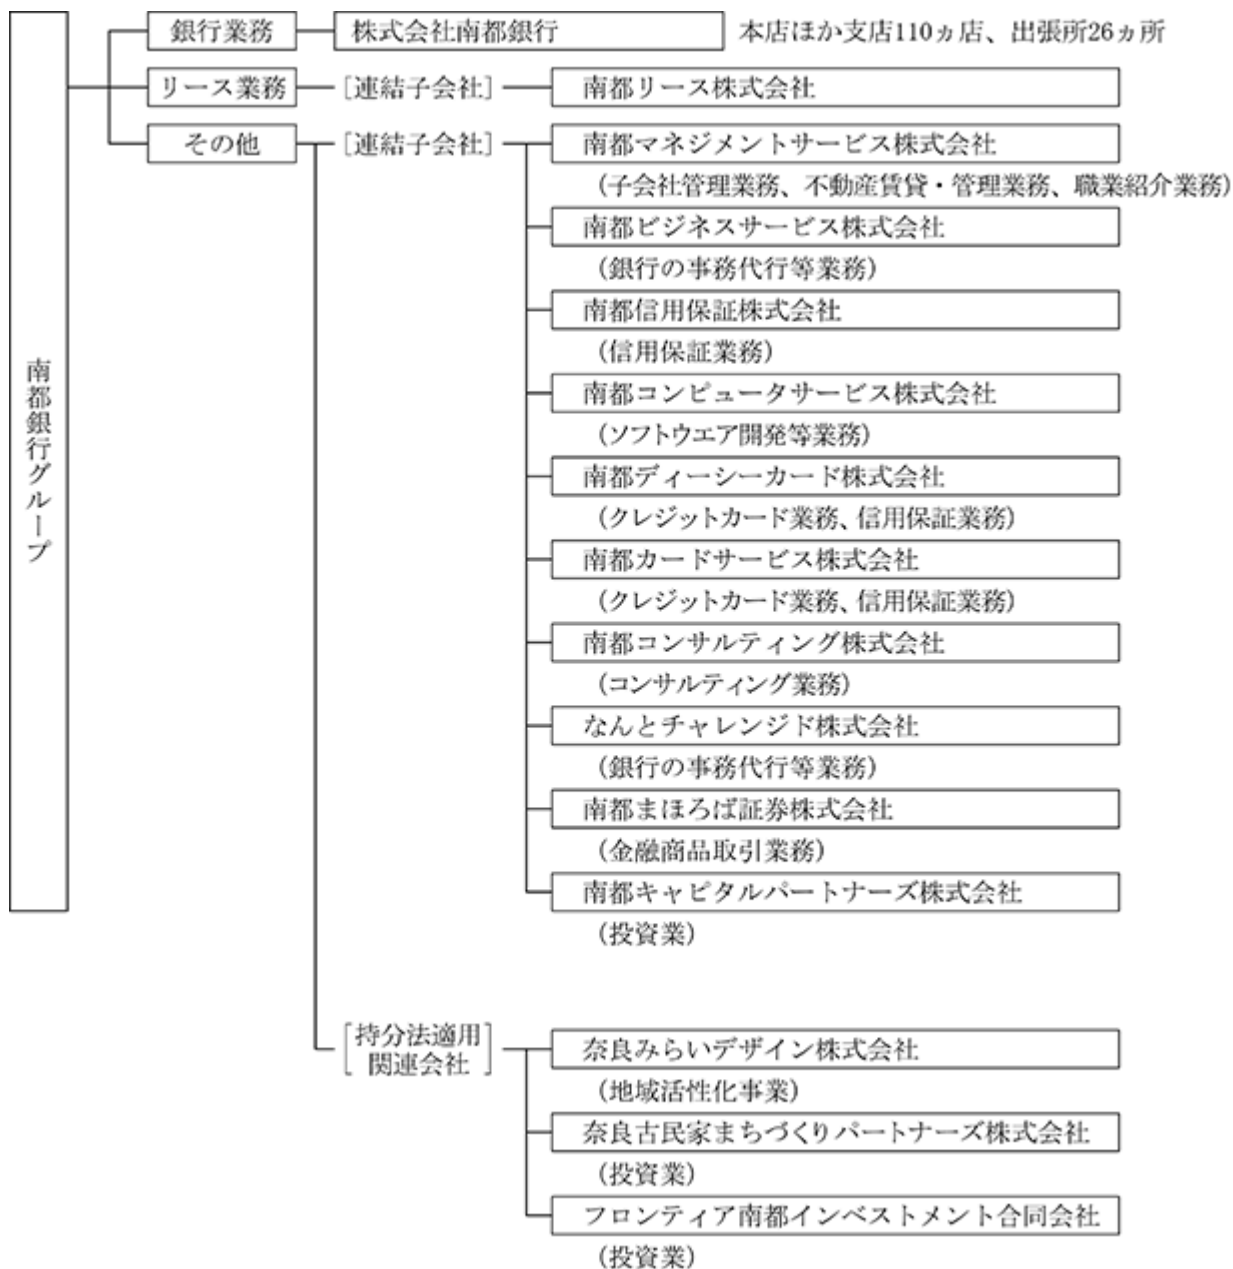 南都銀行グループ
銀行業務 株式会社南都銀行 本店ほか支店110ヵ店、出張所26ヵ所
リース業務 [連結子会社] 南都リース株式会社
その他 [連結子会社] 南都マネジメントサービス株式会社
(子会社管理業務、不動産賃貸・管理業務、職業紹介業務)
南都ビジネスサービス株式会社
(銀行の事務代行等業務)
南都信用保証株式会社
(信用保証業務)
南都コンピュータサービス株式会社
(ソフトウエア開発等業務)
南都ディーシーカード株式会社
(クレジットカード業務、信用保証業務)
南都カードサービス株式会社
(クレジットカード業務、信用保証業務)
南都コンサルティング株式会社
(コンサルティング業務)
なんとチャレンジド株式会社
(銀行の事務代行等業務)
南都まほろば証券株式会社
(金融商品取引業務)
南都キャピタルパートナーズ株式会社
(投資業)
[持分法適用
関連会社]
奈良みらいデザイン株式会社
(地域活性化事業)
奈良古民家まちづくりパートナーズ株式会社
(投資業)
フロンティア南都インベストメント合同会社
(投資業)